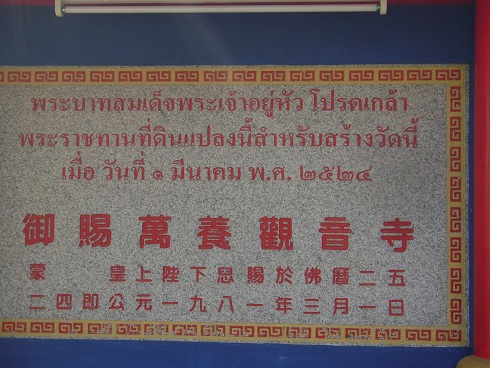 พระบาทสมเด็จพระเจ้าอยู่หัว โปรดเกล้า
พระราชทานที่ดินแปลงนี้สำหรับสร้างวัดนี้
เมื่อ วันที่ ๑ มีนาคม พ.ศ. ๒๕๒๔
御賜萬養觀音寺
蒙 皇上陛下恩賜於佛曆二五
二四即公元一九八一年三月一日